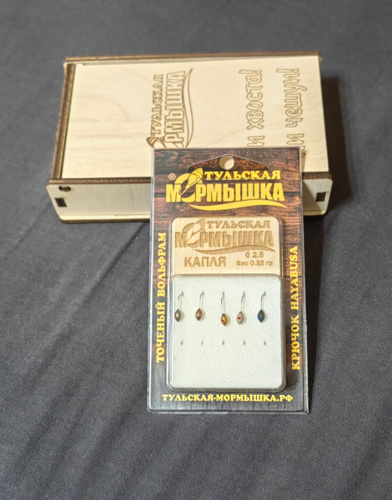 ТУЛЬСКАЯ
МОРМЫШКА
и хвоста!
и чешуи!
ТУЛЬСКАЯ
®МОРМЫШКА
ТУЛЬСКАЯ
МОРМЫШКА
КАПЛЯ
d 2.5
Вес 0.22 гр.
ТОЧЕНЫЙ ВОЛЬФРАМ
КРЮЧОК HAYABUSA
ТУЛЬСКАЯ-МОРМЫШКА.РФ